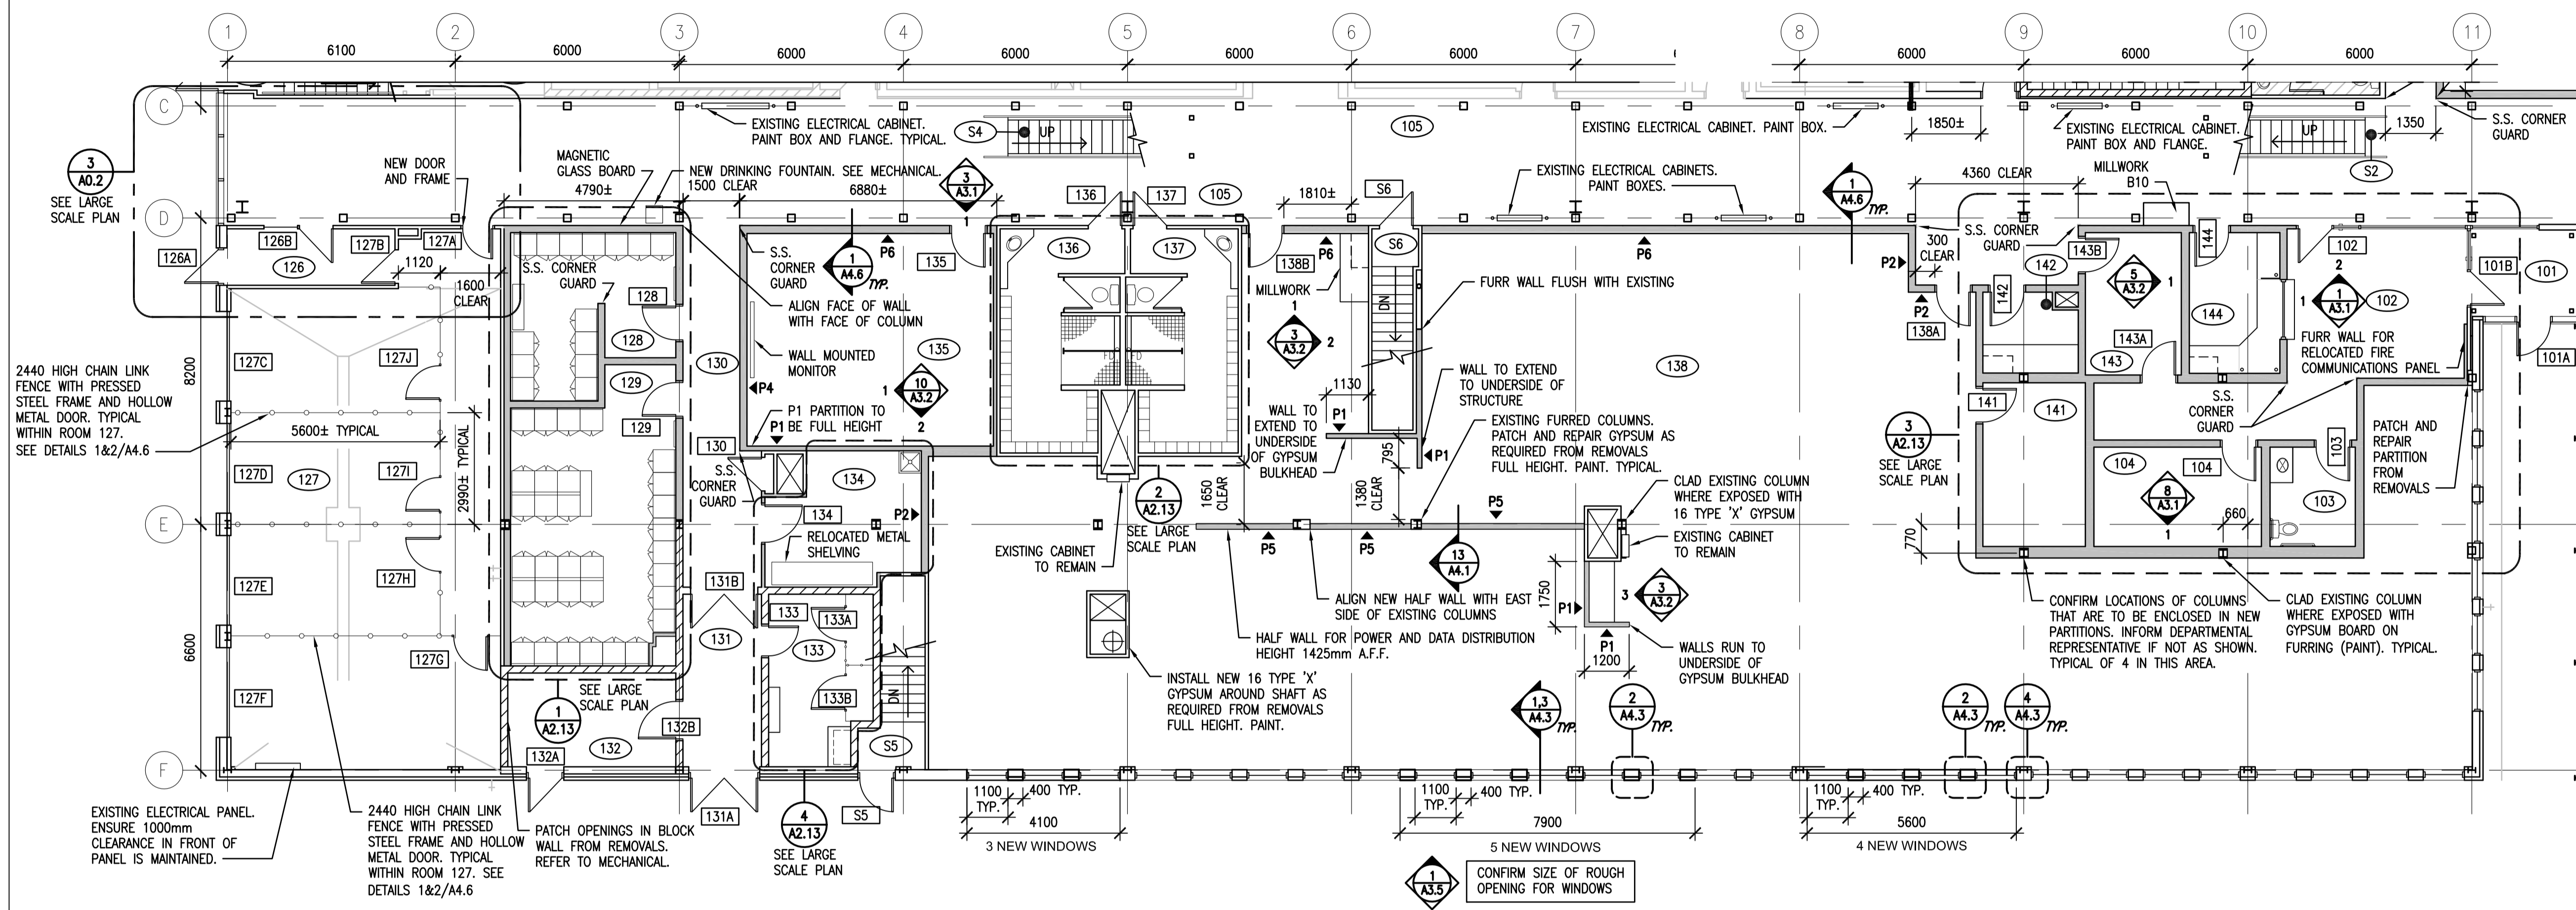 1 2 3 4 5 6 7 8 9 10 11
6100 6000 6000 6000 6000 6000 6000 6000 6000
C
D
E
F
8200
6600
3
A0.2
SEE LARGE
SCALE PLAN
NEW DOOR
AND FRAME
MAGNETIC
GLASS BOARD
4790±
EXISTING ELECTRICAL CABINET.
PAINT BOX AND FLANGE. TYPICAL.
NEW DRINKING FOUNTAIN. SEE MECHANICAL.
1500 CLEAR
6880±
S4
UP
3
A3.1
1
105
136
137
105
1810±
S6
EXISTING ELECTRICAL CABINET. PAINT BOX.
EXISTING ELECTRICAL CABINETS.
PAINT BOXES.
1
A4.6
TYP.
1850±
EXISTING ELECTRICAL CABINET.
PAINT BOX AND FLANGE.
UP
1350
S.S. CORNER
GUARD
S2
MILLWORK
B10
4360 CLEAR
126A
126B
126
127B
127A
1120
1600
CLEAR
S.S. CORNER
GUARD
128
128
S.S.
CORNER
GUARD
1
A4.6
TYP.
P6
135
136
137
138B
P6
MILLWORK
S6
DN
P6
FURR WALL FLUSH WITH EXISTING
P2
300
CLEAR
S.S. CORNER
GUARD
P2
138A
142
142
143B
5
A3.2
1
144
144
102
2
1
1
A3.1
102
101B
101
101A
ALIGN FACE OF WALL
WITH FACE OF COLUMN
WALL MOUNTED
MONITOR
130
135
P4
1
10
A3.2
2
P1 PARTITION TO
BE FULL HEIGHT
P1
FD
FD
1
3
A3.2
2
1130
WALL TO
EXTEND TO
UNDERSIDE
OF GYPSUM
BULKHEAD
P1
795
P1
WALL TO EXTEND
TO UNDERSIDE OF
STRUCTURE
EXISTING FURRED COLUMNS.
PATCH AND REPAIR GYPSUM AS
REQUIRED FROM REMOVALS
FULL HEIGHT. PAINT. TYPICAL.
138
143A
143
FURR WALL FOR
RELOCATED FIRE
COMMUNICATIONS PANEL
S.S.
CORNER
GUARD
PATCH AND
REPAIR
PARTITION
FROM
REMOVALS
141
141
3
A2.13
SEE LARGE
SCALE PLAN
104
104
8
A3.1
1
103
103
660
770
2440 HIGH CHAIN LINK
FENCE WITH PRESSED
STEEL FRAME AND HOLLOW
METAL DOOR. TYPICAL
WITHIN ROOM 127.
SEE DETAILS 1&2/A4.6
127C
127J
5600± TYPICAL
2990± TYPICAL
127D
127
127I
127E
127H
127G
127F
129
129
130
S.S.
CORNER
GUARD
134
134
P2
RELOCATED METAL
SHELVING
131B
131
133
133
133A
133B
DN
S5
S5
2
A2.13
SEE LARGE
SCALE PLAN
1650
CLEAR
1380
CLEAR
EXISTING CABINET
TO REMAIN
P5
P5
P5
13
A4.1
CLAD EXISTING COLUMN
WHERE EXPOSED WITH
16 TYPE 'X' GYPSUM
EXISTING CABINET
TO REMAIN
1750
P1
3
3
A3.2
P1
1200
WALLS RUN TO
UNDERSIDE OF
GYPSUM BULKHEAD
ALIGN NEW HALF WALL WITH EAST
SIDE OF EXISTING COLUMNS
HALF WALL FOR POWER AND DATA DISTRIBUTION
HEIGHT 1425mm A.F.F.
INSTALL NEW 16 TYPE 'X'
GYPSUM AROUND SHAFT AS
REQUIRED FROM REMOVALS
FULL HEIGHT. PAINT.
CONFIRM LOCATIONS OF COLUMNS
THAT ARE TO BE ENCLOSED IN NEW
PARTITIONS. INFORM DEPARTMENTAL
REPRESENTATIVE IF NOT AS SHOWN.
TYPICAL OF 4 IN THIS AREA.
CLAD EXISTING COLUMN
WHERE EXPOSED WITH
GYPSUM BOARD ON
FURRING (PAINT). TYPICAL.
1
A2.13
SEE LARGE
SCALE PLAN
132A
132
132B
131A
4
A2.13
SEE LARGE
SCALE PLAN
1,3
A4.3
TYP.
2
A4.3
TYP.
2
A4.3
TYP.
4
A4.3
TYP.
EXISTING ELECTRICAL PANEL.
ENSURE 1000mm
CLEARANCE IN FRONT OF
PANEL IS MAINTAINED.
2440 HIGH CHAIN LINK
FENCE WITH PRESSED
STEEL FRAME AND HOLLOW
METAL DOOR. TYPICAL
WITHIN ROOM 127. SEE
DETAILS 1&2/A4.6
PATCH OPENINGS IN BLOCK
WALL FROM REMOVALS.
REFER TO MECHANICAL.
1100
TYP.
400 TYP.
4100
3 NEW WINDOWS
1100
TYP.
400 TYP.
7900
5 NEW WINDOWS
1100
TYP.
400 TYP.
5600
4 NEW WINDOWS
1
A3.5
CONFIRM SIZE OF ROUGH
OPENING FOR WINDOWS